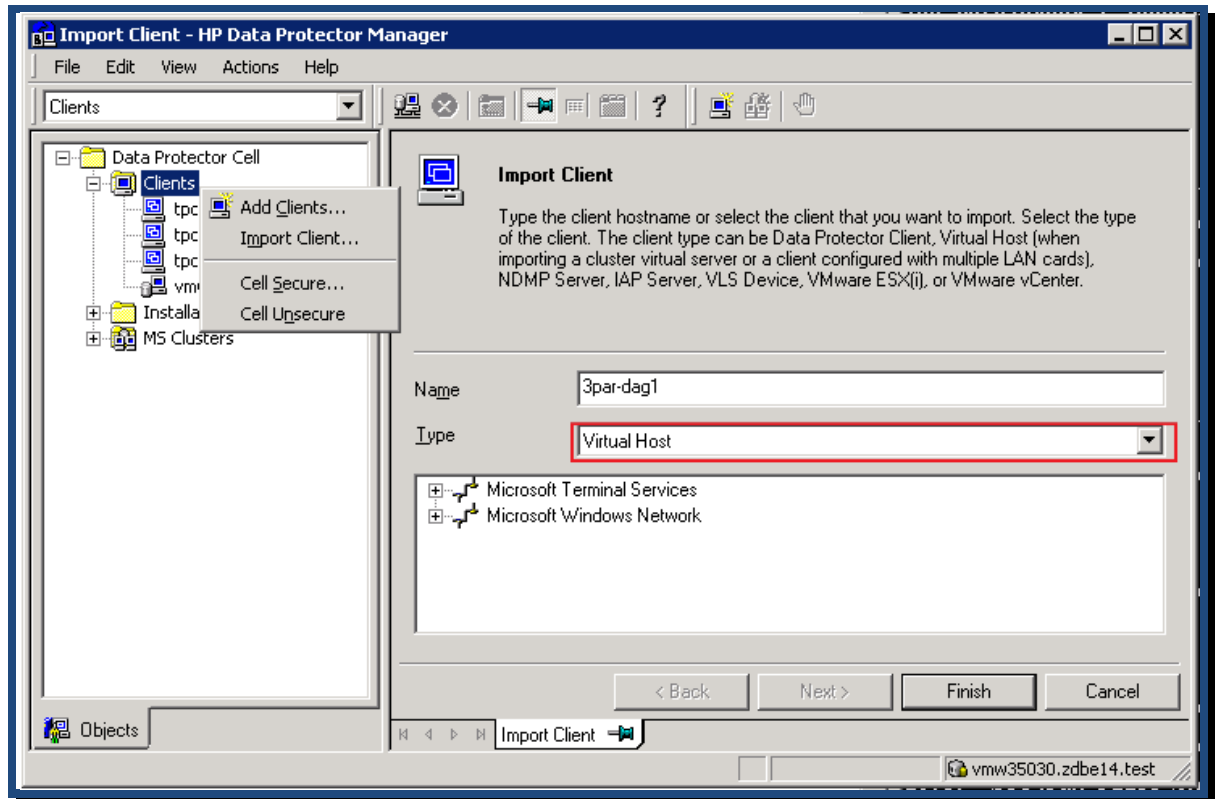 Import Client - HP Data Protector Manager
File Edit View Actions Help
Clients
Data Protector Cell
Clients
tpc
tpc
tpc
Installa
MS Clusters
Add Clients...
Import Client...
Cell Secure...
Cell Unsecure
Import Client
Type the client hostname or select the client that you want to import. Select the type
of the client. The client type can be Data Protector Client, Virtual Host (when
importing a cluster virtual server or a client configured with multiple LAN cards),
NDMP Server, IAP Server, VLS Device, VMware ESX(i), or VMware vCenter.
Name
3par-dag1
Type
Virtual Host
Microsoft Terminal Services
Microsoft Windows Network
< Back
Next >
Finish
Cancel
Objects
Import Client
vmw35030.zdbe14.test